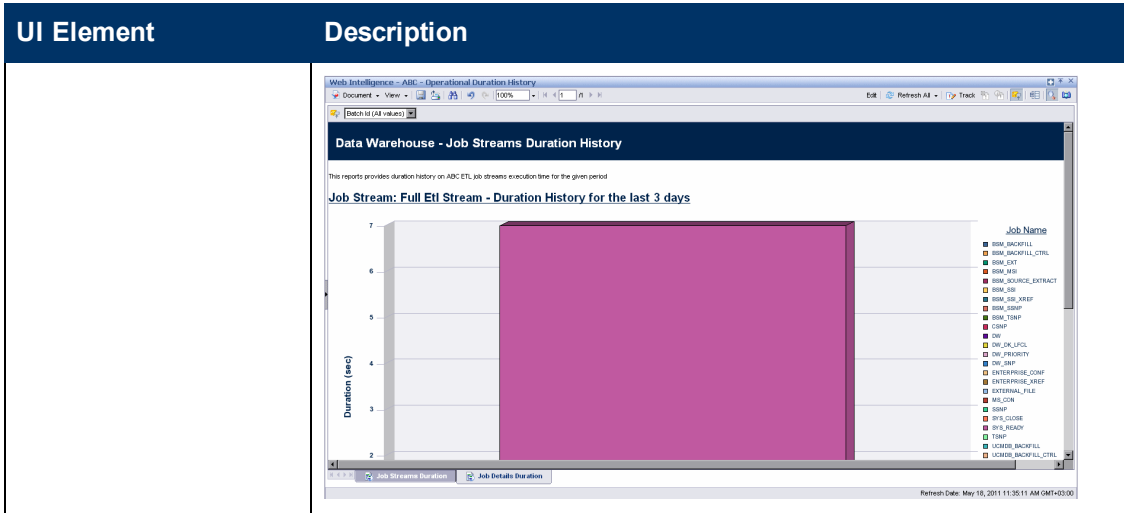 UI Element Description
Web Intelligence - ABC - Operational Duration History
Document View 100% 1 /1 Edit Refresh All Track
Batch Id (All values)
Data Warehouse - Job Streams Duration History
This reports provides duration history on ABC ETL job streams execution time for the given period
Job Stream: Full Etl Stream - Duration History for the last 3 days
7
6
5
4
3
2
Duration (sec)
Job Name
BSM_BACKFILL
BSM_BACKFILL_CTRL
BSM_EXT
BSM_MSI
BSM_SOURCE_EXTRACT
BSM_SSI
BSM_SSI_XREF
BSM_SSNP
BSM_TSNP
CSNP
DW
DW_DK_LFCL
DW_PRIORITY
DW_SNP
ENTERPRISE_CONF
ENTERPRISE_XREF
EXTERNAL_FILE
MS_CON
SSNP
SYS_CLOSE
SYS_READY
TSNP
UCMDB_BACKFILL
UCMDB_BACKFILL_CTRL
Job Streams Duration Job Details Duration
Refresh Date: May 18, 2011 11:35:11 AM GMT+03:00